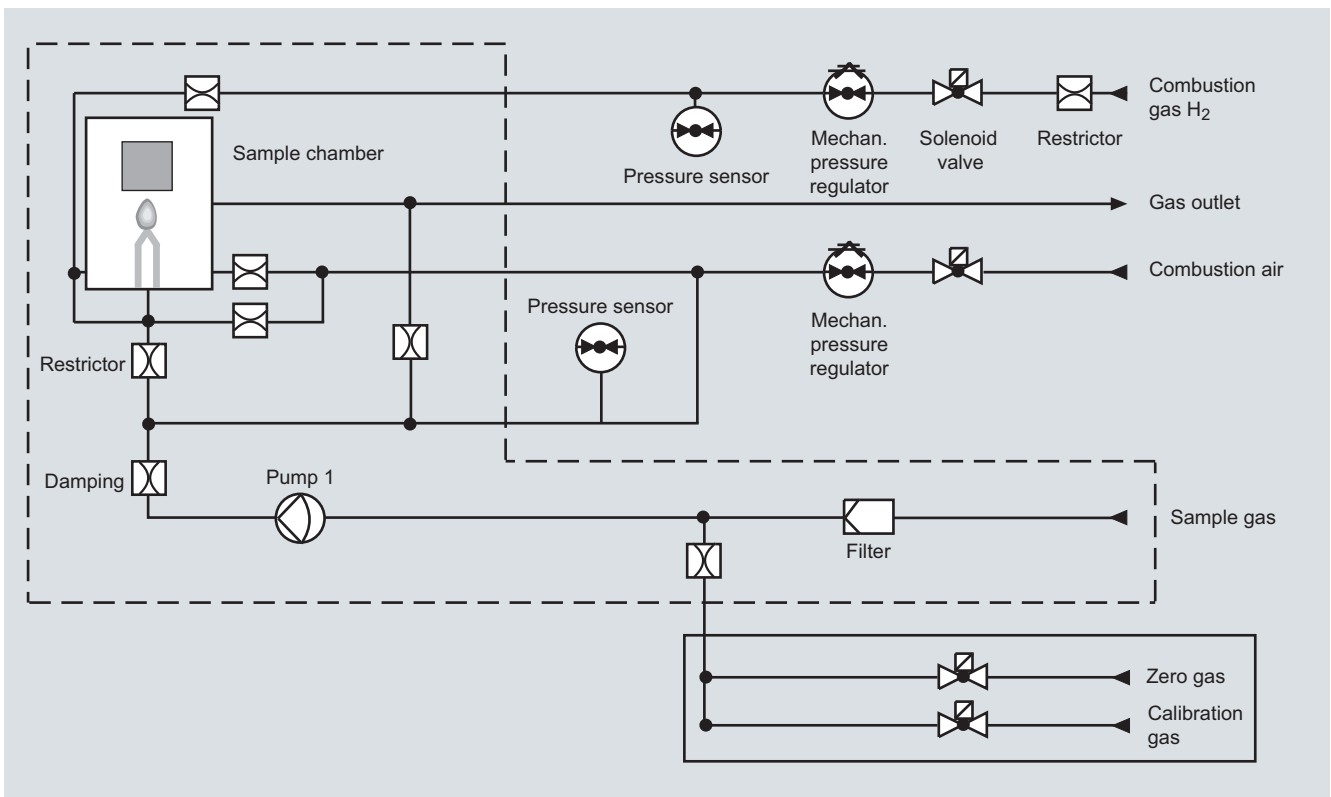 Combustion
gas H₂
Sample chamber
Mechan.
pressure
regulator
Solenoid
valve
Restrictor
Pressure sensor
Gas outlet
Combustion air
Pressure sensor
Mechan.
pressure
regulator
Restrictor
Damping
Pump 1
Filter
Sample gas
Zero gas
Calibration
gas